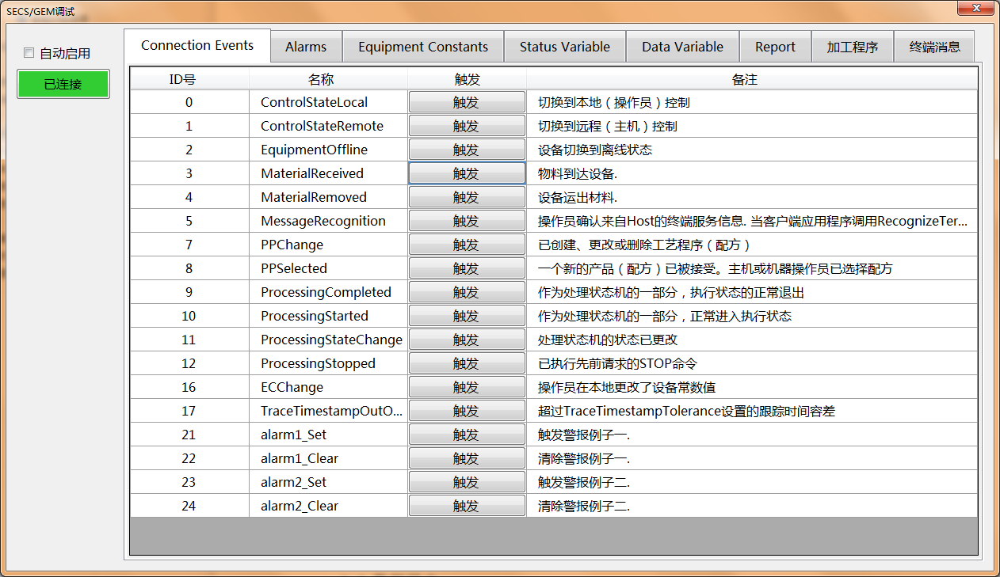 SECS/GEM调试
自动启用
已连接
Connection Events Alarms Equipment Constants Status Variable Data Variable Report 加工程序 终端消息
ID号 名称 触发 备注
0 ControlStateLocal 触发 切换到本地（操作员）控制
1 ControlStateRemote 触发 切换到远程（主机）控制
2 EquipmentOffline 触发 设备切换到离线状态
3 MaterialReceived 触发 物料到达设备.
4 MaterialRemoved 触发 设备运出材料.
5 MessageRecognition 触发 操作员确认来自Host的终端服务信息. 当客户端应用程序调用RecognizeTer...
7 PPChange 触发 已创建、更改或删除工艺程序（配方）
8 PPSelected 触发 一个新的产品（配方）已被接受。主机或机器操作员已选择配方
9 ProcessingCompleted 触发 作为处理状态机的一部分，执行状态的正常退出
10 ProcessingStarted 触发 作为处理状态机的一部分，正常进入执行状态
11 ProcessingStateChange 触发 处理状态机的状态已更改
12 ProcessingStopped 触发 已执行先前请求的STOP命令
16 ECChange 触发 操作员在本地更改了设备常数值
17 TraceTimestampOutO... 触发 超过TraceTimestampTolerance设置的跟踪时间容差
21 alarm1_Set 触发 触发警报例子一.
22 alarm1_Clear 触发 清除警报例子一.
23 alarm2_Set 触发 触发警报例子二.
24 alarm2_Clear 触发 清除警报例子二.